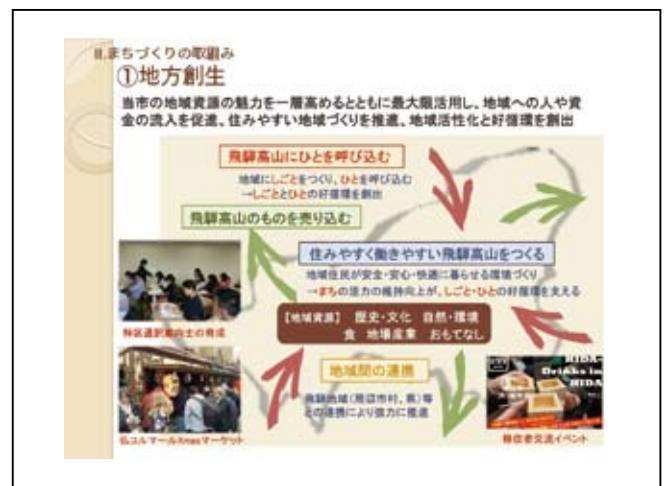 Ⅲ.まちづくりの取組み
①地方創生
当市の地域資源の魅力を一層高めるとともに最大限活用し、地域への人や資
金の流入を促進、住みやすい地域づくりを推進、地域活性化と好循環を創出
飛騨高山にひとを呼び込む
地域にしごとをつくり、ひとを呼び込む
→しごととひとの好循環を創出
飛騨高山のものを売り込む
住みやすく働きやすい飛騨高山をつくる
地域住民が安全・安心・快適に暮らせる環境づくり
→まちの活力の維持向上が、しごと・ひとの好循環を支える
【地域資源】 歴史・文化 自然・環境
食 地場産業 おもてなし
特区通訳案内士の育成
地域間の連携
飛騨地域(周辺市村、県)等
との連携により強力に推進
仏コルマールXmasマーケット
HIDA-
Drinks in
HIDA
移住者交流イベント